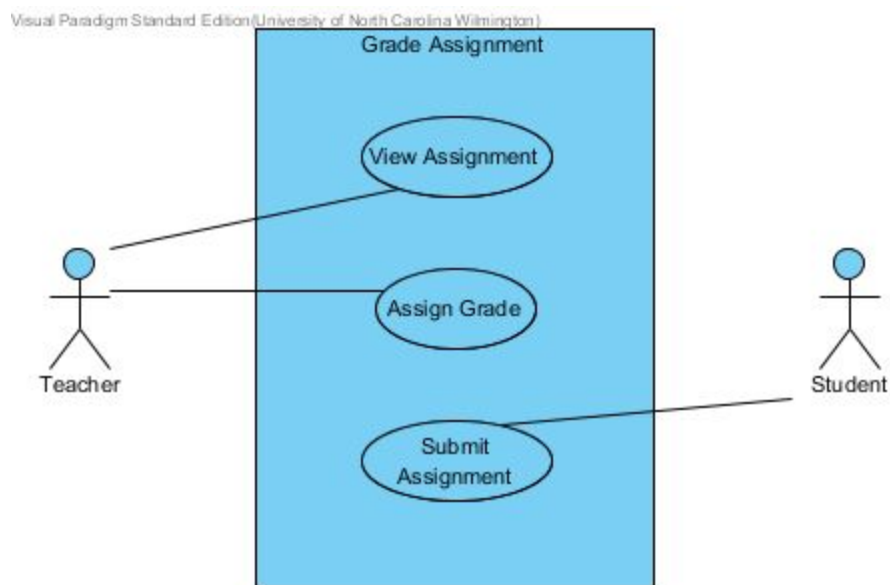 Visual Paradigm Standard Edition(University of North Carolina Wilmington)
Grade Assignment
View Assignment
Assign Grade
Teacher
Student
Submit
Assignment